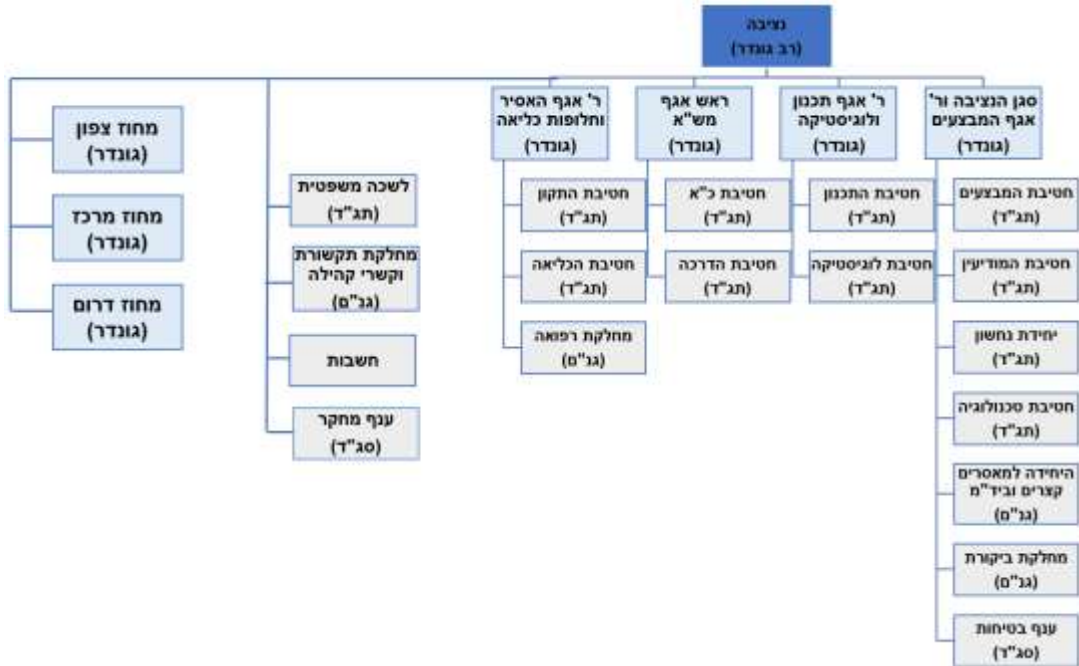 נציבה
(רב גונדר)
סגן הנציבה ור'
אגף המבצעים
(גונדר)
ר' אגף תכנון
ולוגיסטיקה
(גונדר)
ראש אגף
מש"א
(גונדר)
ר' אגף האסיר
וחלופות כליאה
(גונדר)
חטיבת המבצעים
(תג"ד)
חטיבת המודיעין
(תג"ד)
יחידת נחשון
(תג"ד)
חטיבת טכנולוגיה
(תג"ד)
היחידה למאסרים
קצרים וביד"מ
(גנ"ם)
מחלקת ביקורת
(גנ"ם)
ענף בטיחות
(סג"ד)
חטיבת התכנון
(תג"ד)
חטיבת לוגיסטיקה
(תג"ד)
חטיבת כ"א
(תג"ד)
חטיבת הדרכה
(תג"ד)
חטיבת התקון
(תג"ד)
חטיבת הכליאה
(תג"ד)
מחלקת רפואה
(גנ"ם)
לשכה משפטית
(תג"ד)
מחלקת תקשורת
וקשרי קהילה
(גנ"ם)
חשבות
ענף מחקר
(סג"ד)
מחוז צפון
(גונדר)
מחוז מרכז
(גונדר)
מחוז דרום
(גונדר)